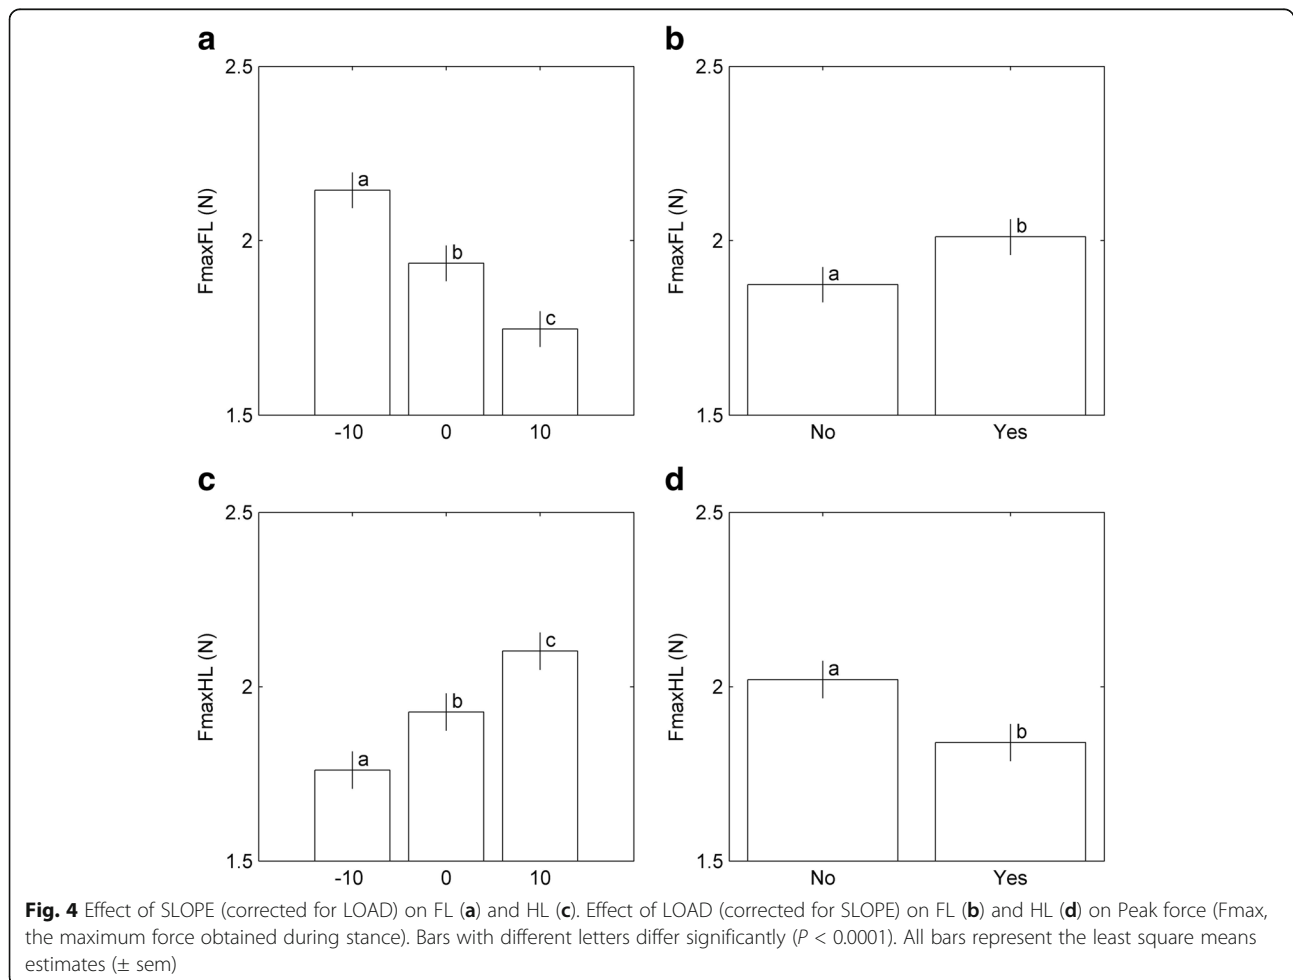 a
2.5
2
1.5
FmaxFL (N)
a
b
c
-10 0 10
b
2.5
2
1.5
FmaxFL (N)
a
b
No Yes
c
2.5
2
1.5
FmaxHL (N)
a
b
c
-10 0 10
d
2.5
2
1.5
FmaxHL (N)
a
b
No Yes
Fig. 4 Effect of SLOPE (corrected for LOAD) on FL (a) and HL (c). Effect of LOAD (corrected for SLOPE) on FL (b) and HL (d) on Peak force (Fmax,
the maximum force obtained during stance). Bars with different letters differ significantly (P < 0.0001). All bars represent the least square means
estimates (± sem)